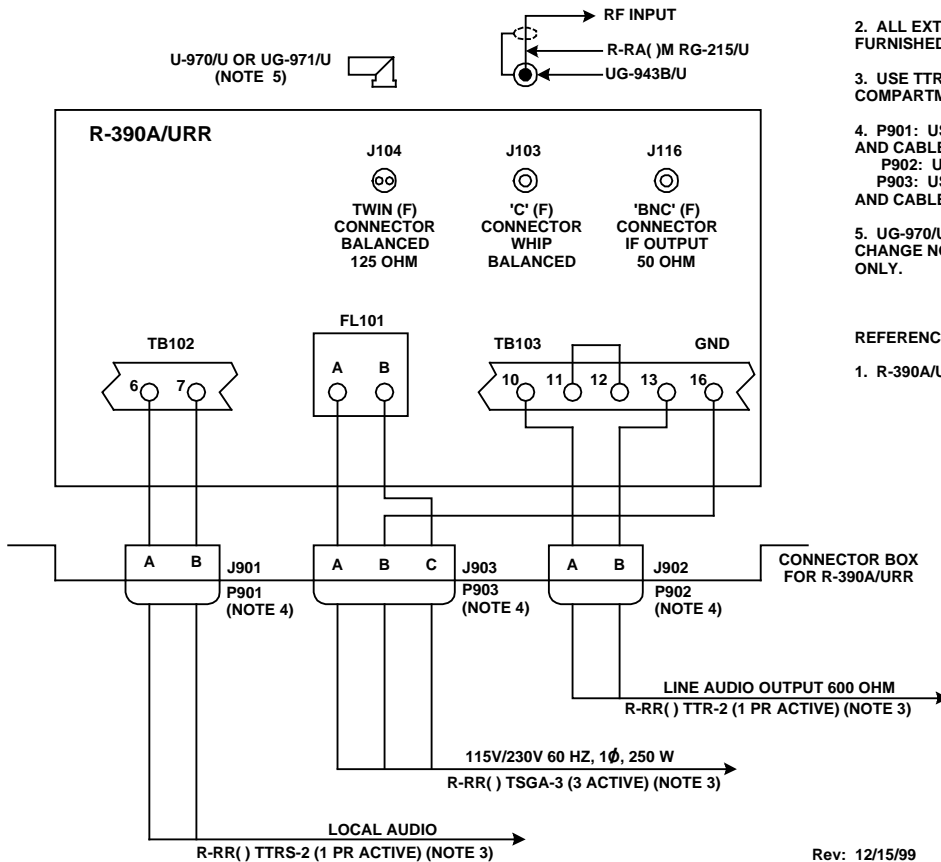 RF INPUT
R-RA( )M RG-215/U
UG-943B/U
U-970/U OR UG-971/U
(NOTE 5)
R-390A/URR
J104
TWIN (F)
CONNECTOR
BALANCED
125 OHM
J103
'C' (F)
CONNECTOR
WHIP
BALANCED
J116
'BNC' (F)
CONNECTOR
IF OUTPUT
50 OHM
TB102
6 7
FL101
A B
TB103 GND
10 11 12 13 16
A B J901
P901
(NOTE 4)
A B C J903
P903
(NOTE 4)
A B J902
P902
(NOTE 4)
CONNECTOR BOX
FOR R-390A/URR
LINE AUDIO OUTPUT 600 OHM
R-RR( ) TTR-2 (1 PR ACTIVE) (NOTE 3)
115V/230V 60 HZ, 1Ø, 250 W
R-RR( ) TSGA-3 (3 ACTIVE) (NOTE 3)
LOCAL AUDIO
R-RR( ) TTRS-2 (1 PR ACTIVE) (NOTE 3)
2. ALL EXT
FURNISHED
3. USE TTR
COMPARTM
4. P901: US
AND CABLE
P902: U
P903: US
AND CABLE
5. UG-970/U
CHANGE NO
ONLY.
REFERENC
1. R-390A/U
Rev: 12/15/99